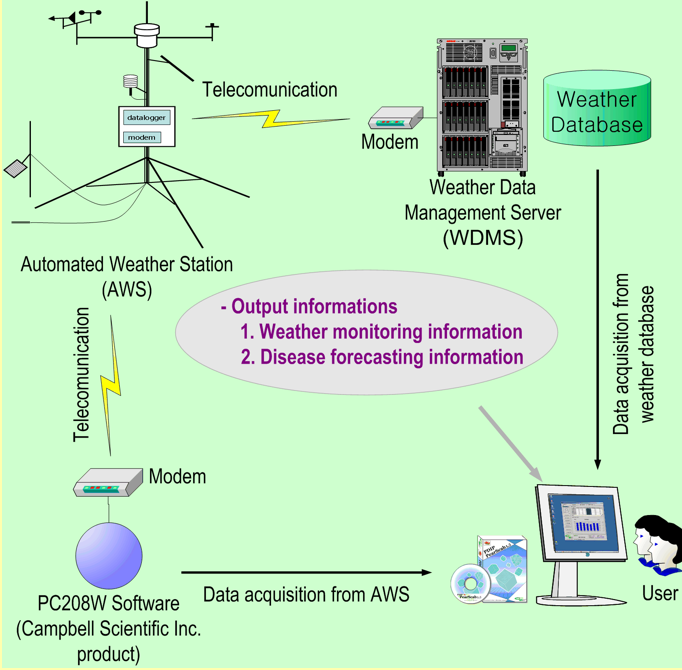 Telecomunication
datalogger
modem
Modem
Weather
Database
Weather Data
Management Server
(WDMS)
Automated Weather Station
(AWS)
- Output informations
1. Weather monitoring information
2. Disease forecasting information
Data acquisition from
weather database
Telecomunication
Modem
PC208W Software
(Campbell Scientific Inc.
product)
Data acquisition from AWS
User